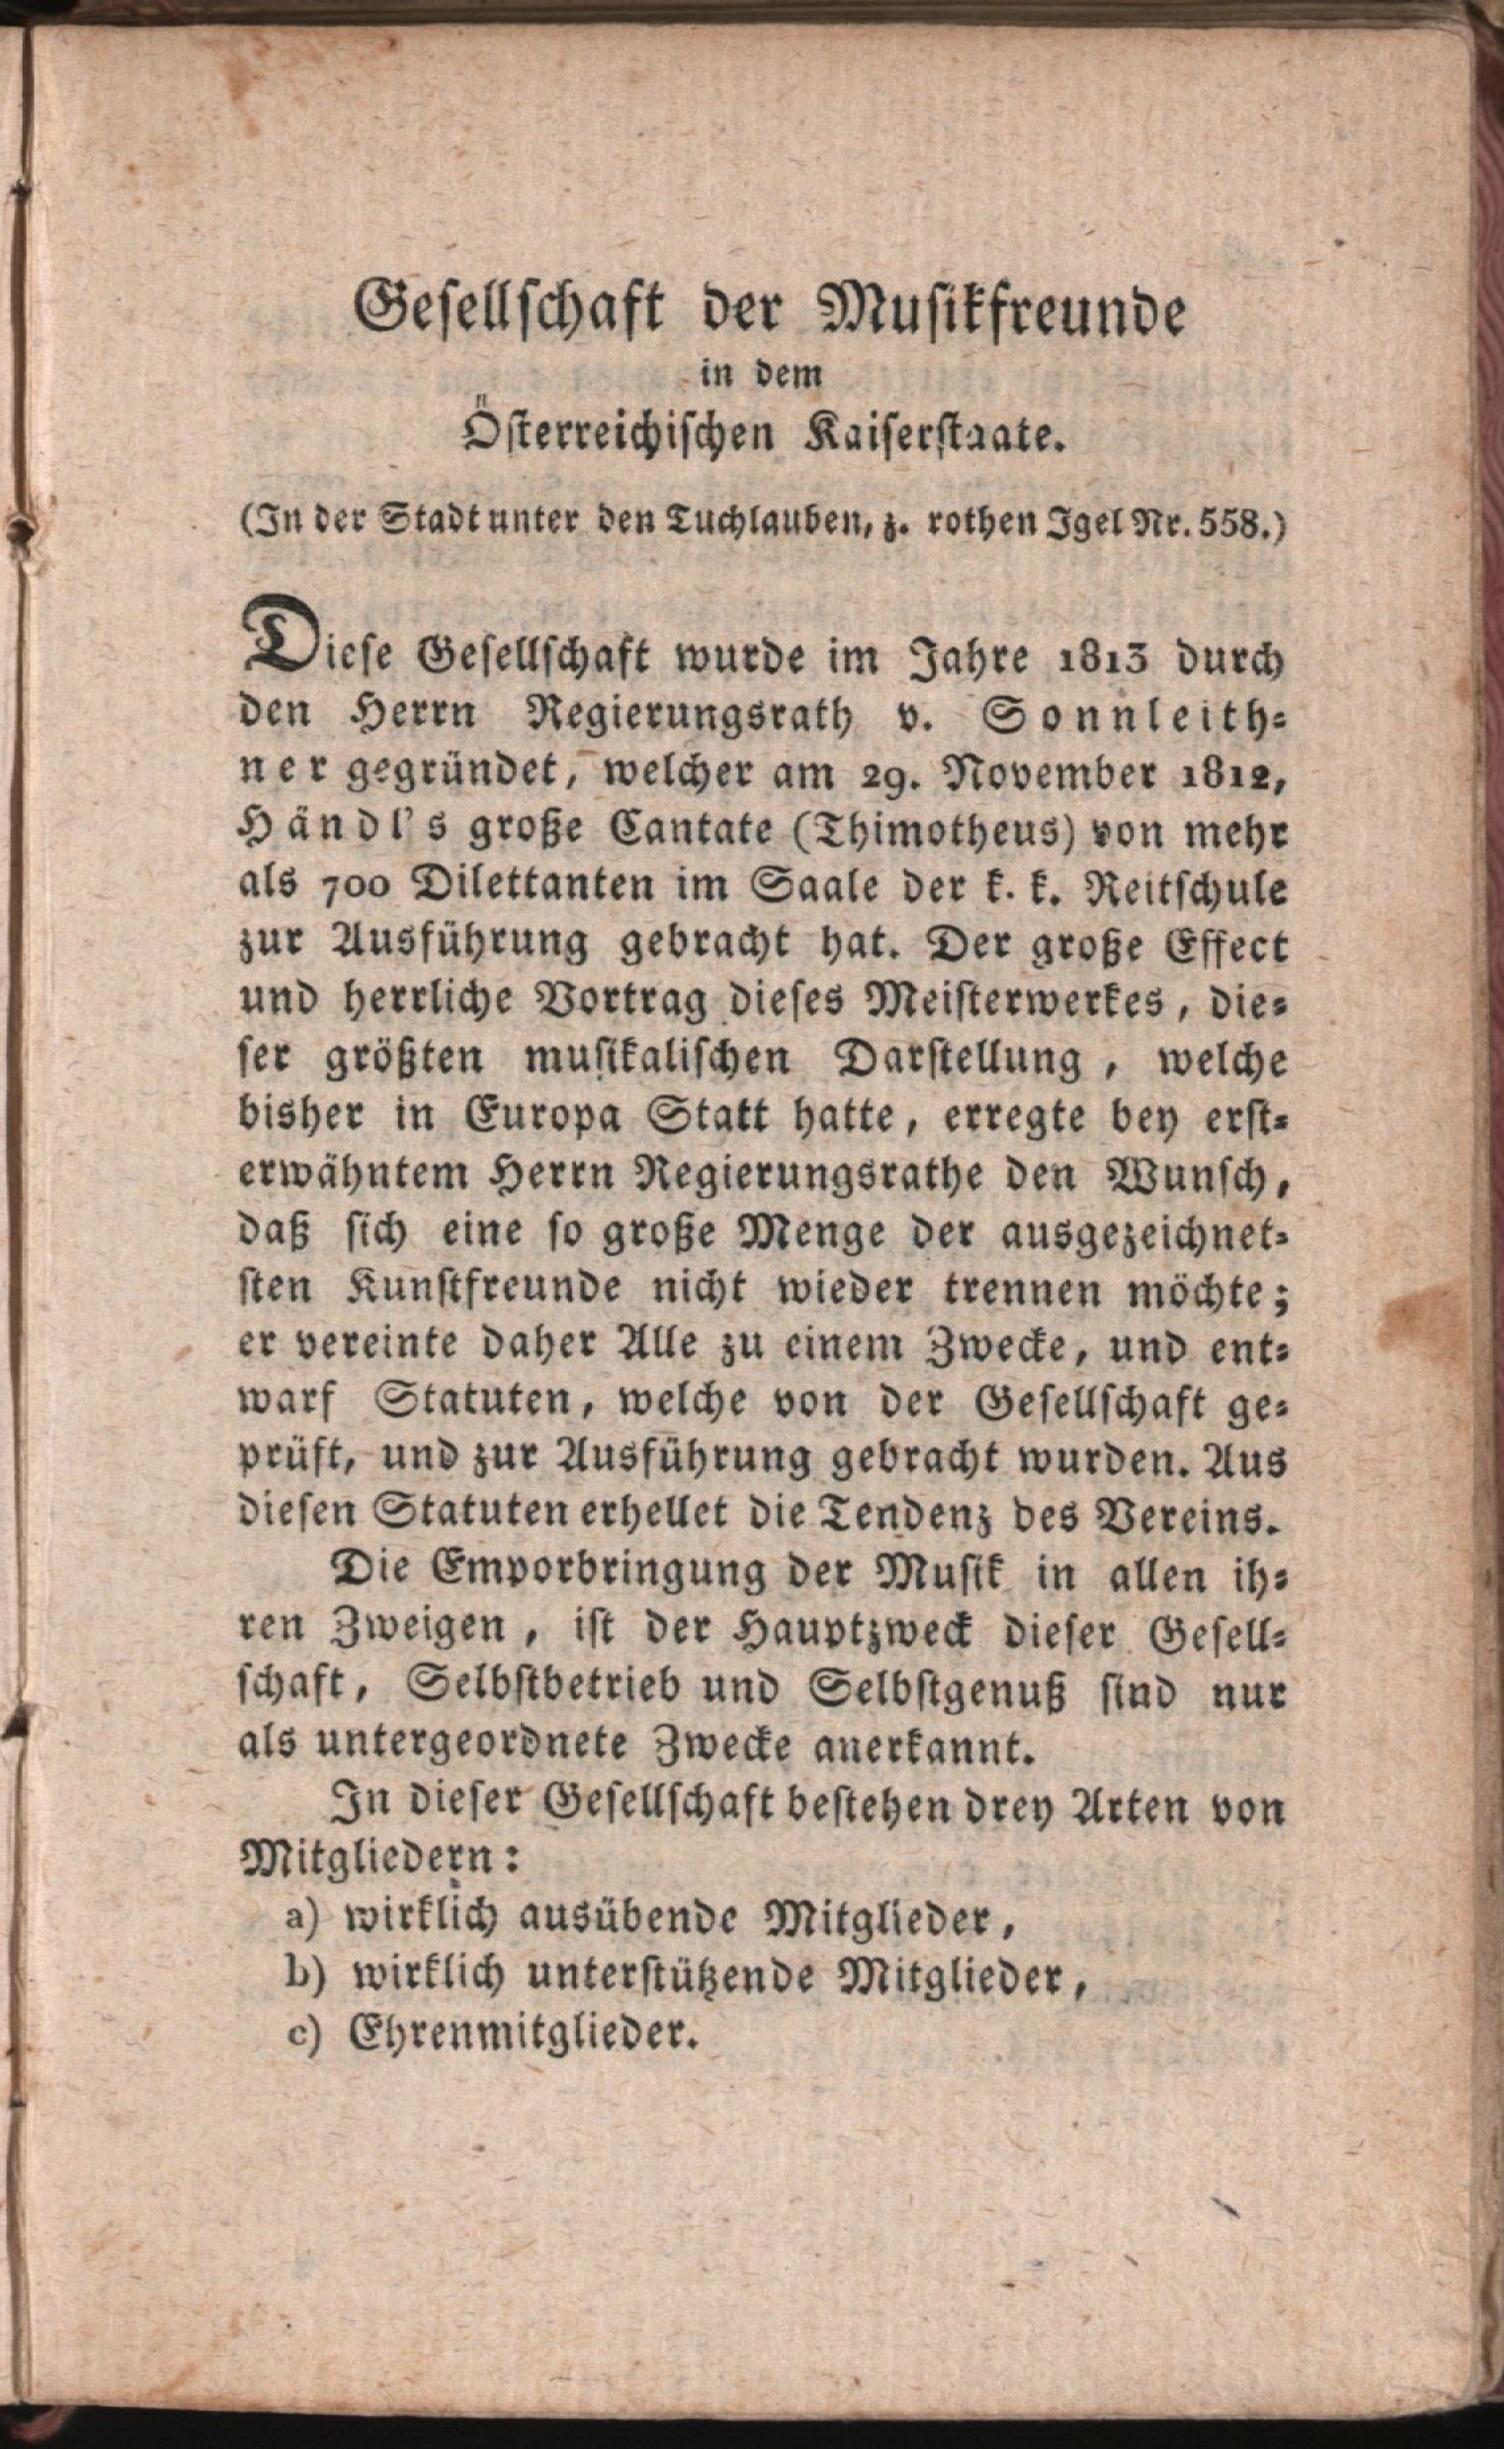 Gesellschaft der Musikfreunde
in dem
Österreichischen Kaiserstaate.
(In der Stadt unter den Tuchlauben, z. rothen Igel Nr. 558.)
Diese Gesellschaft wurde im Jahre 1813 durch
den Herrn Regierungsrath v. Sonnleith-
ner gegründet, welcher am 29. November 1812,
Händl's große Cantate (Thimotheus) von mehr
als 700 Dilettanten im Saale der k. k. Reitschule
zur Ausführung gebracht hat. Der große Effect
und herrliche Vortrag dieses Meisterwerkes, die-
ser größten musikalischen Darstellung, welche
bisher in Europa Statt hatte, erregte bey erst-
erwähntem Herrn Regierungsrathe den Wunsch,
daß sich eine so große Menge der ausgezeichnet-
sten Kunstfreunde nicht wieder trennen möchte;
er vereinte daher Alle zu einem Zwecke, und ent-
warf Statuten, welche von der Gesellschaft ge-
prüft, und zur Ausführung gebracht wurden. Aus
diesen Statuten erhellet die Tendenz des Vereins.
Die Emporbringung der Musik in allen ih-
ren Zweigen, ist der Hauptzweck dieser Gesell-
schaft, Selbstbetrieb und Selbstgenuß sind nur
als untergeordnete Zwecke anerkannt.
In dieser Gesellschaft bestehen drey Arten von
Mitgliedern:
a) wirklich ausübende Mitglieder,
b) wirklich unterstützende Mitglieder,
c) Ehrenmitglieder.